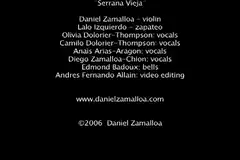 "Serrana Vieja"
Daniel Zamalloa - violin
Lalo Izquierdo - zapateo
Olivia Dolorier-Thompson: vocals
Camilo Dolorier-Thompson: vocals
Anais Arias-Aragon: vocals
Diego Zamalloa-Chion: vocals
Edmond Badoux: bells
Andres Fernando Allain: video editing
www.danielzamalloa.com
©2006 Daniel Zamalloa